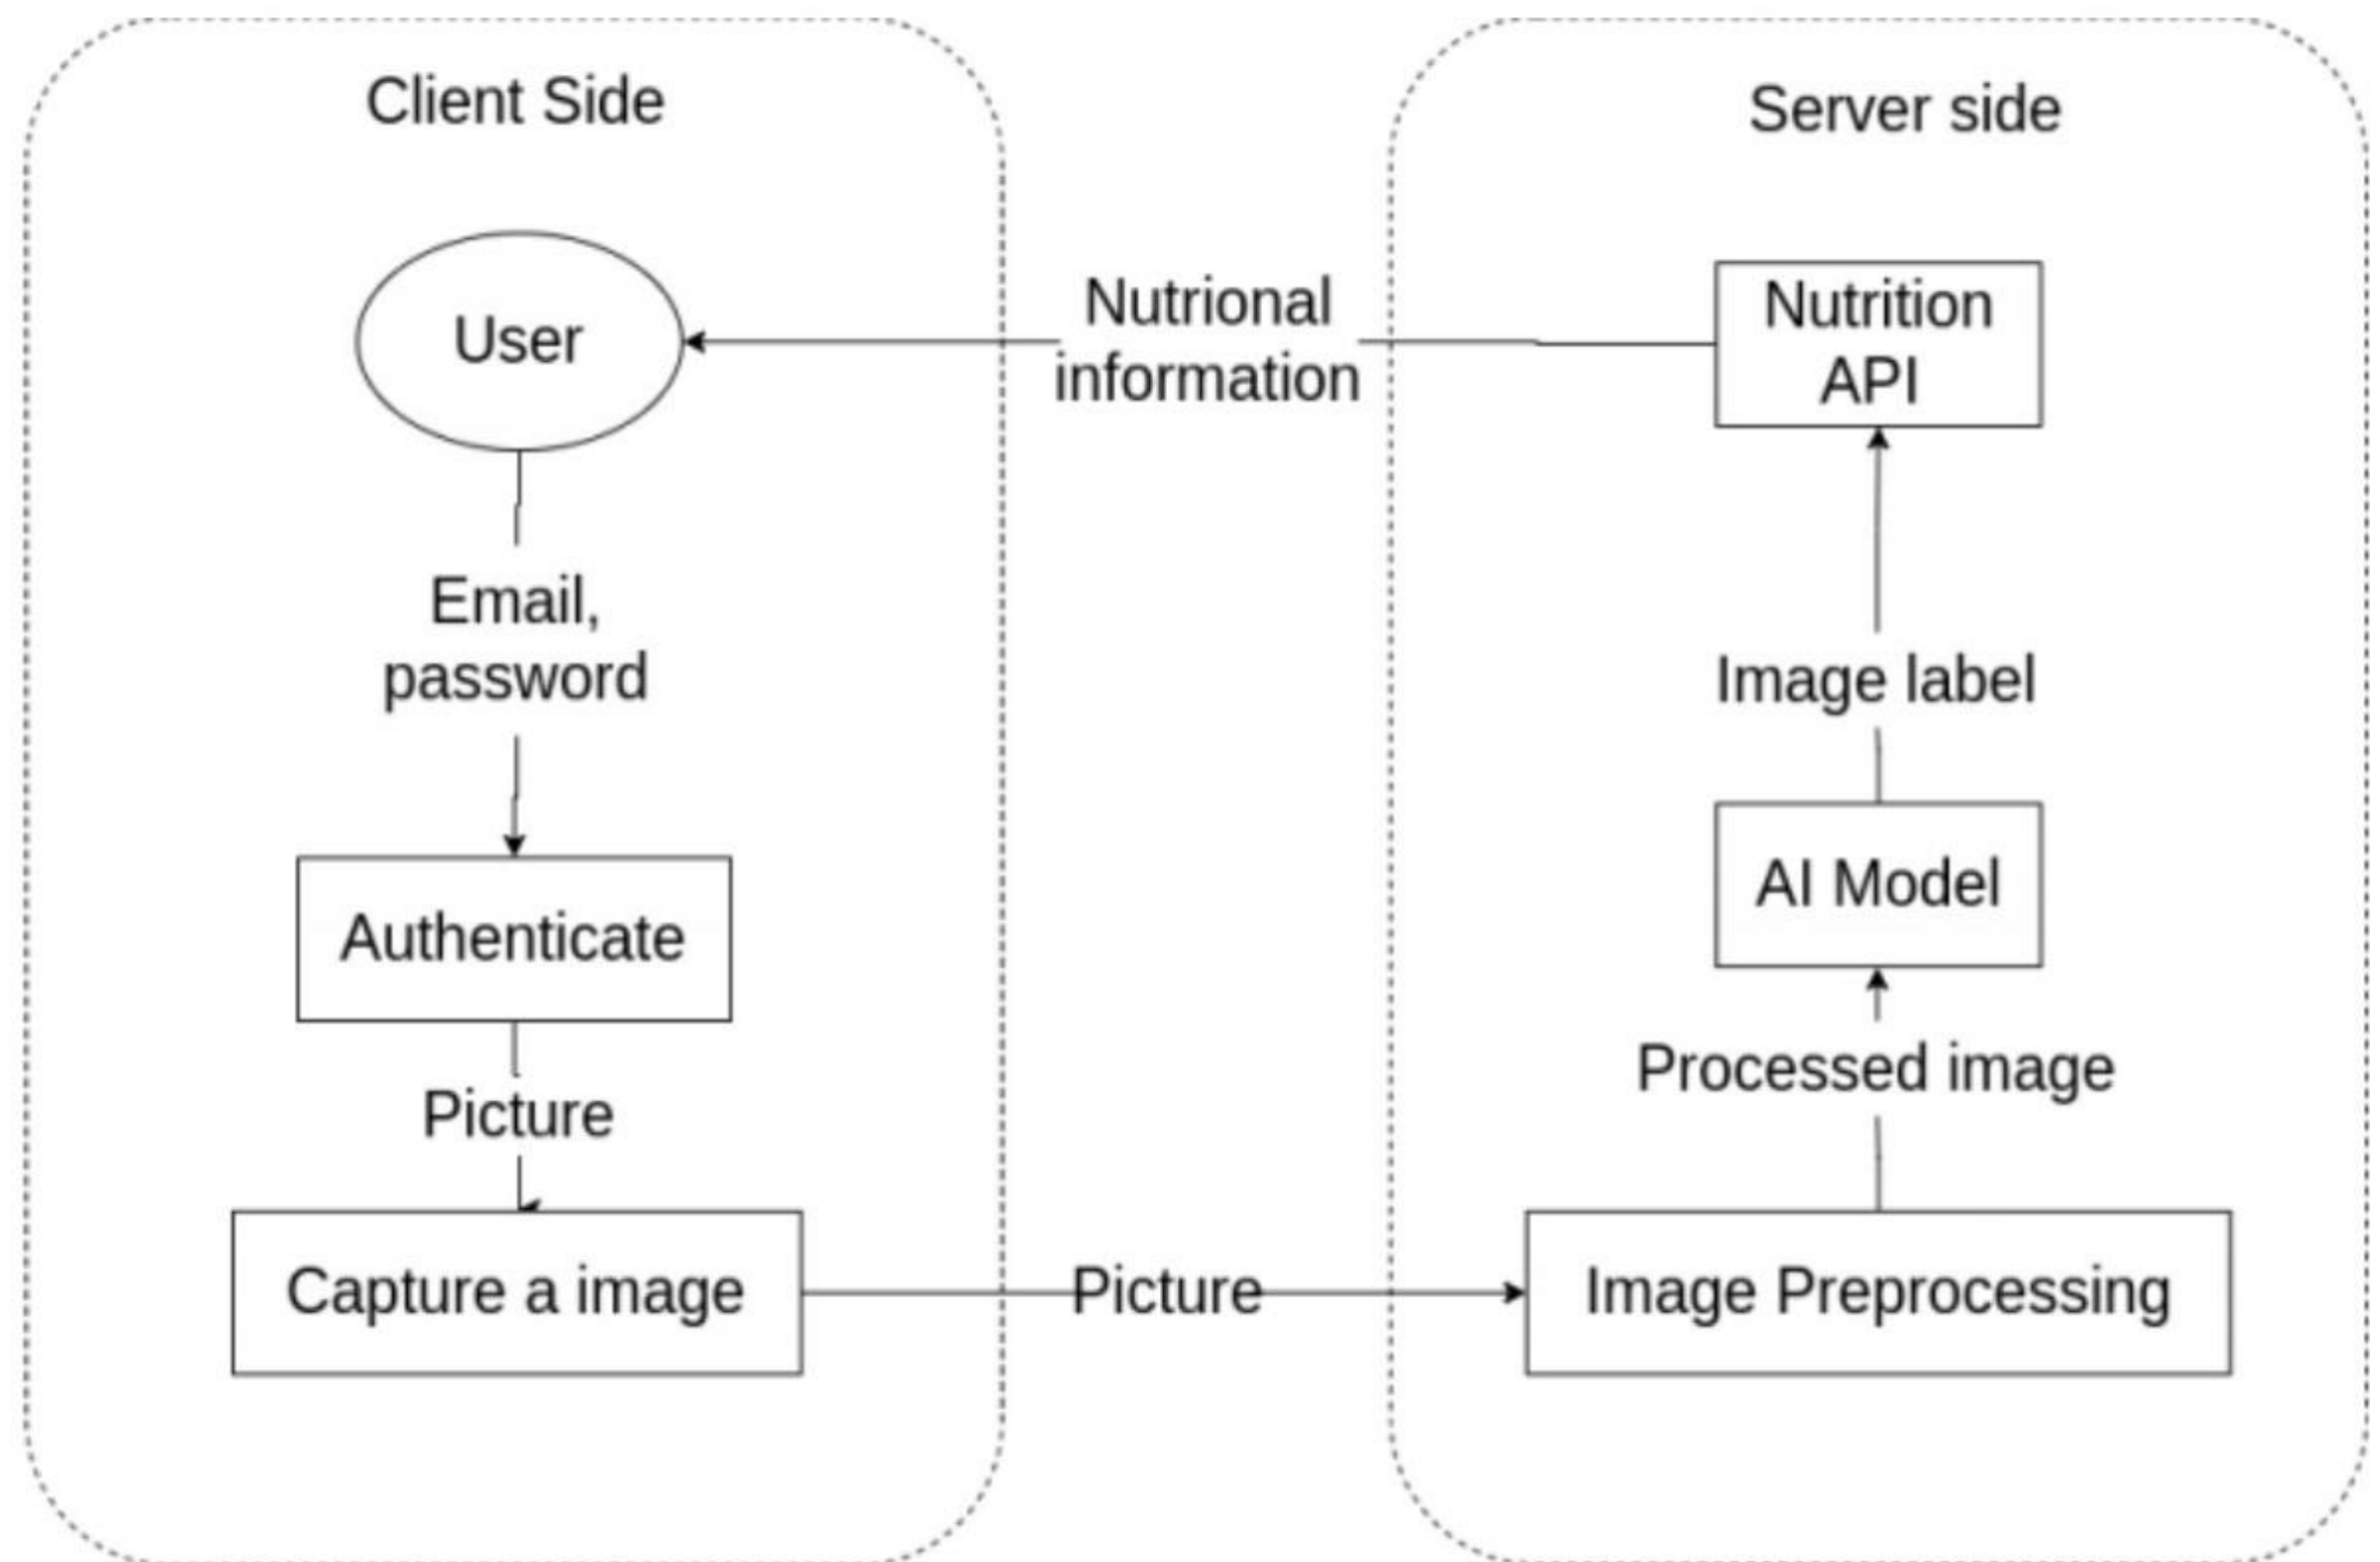 Client Side
User
Email,
password
Authenticate
Picture
Capture a image
Nutrional
information
Picture
Server side
Nutrition
API
Image label
AI Model
Processed image
Image Preprocessing